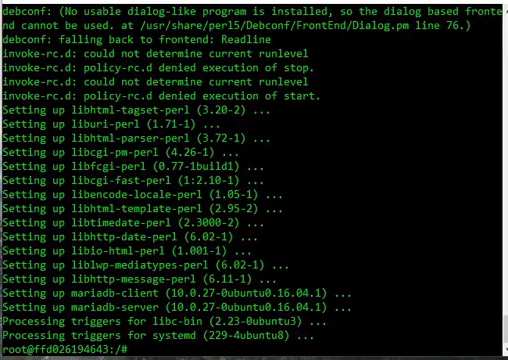 debconf: (No usable dialog-like program is installed, so the dialog based fronte
nd cannot be used. at /usr/share/perl5/Debconf/FrontEnd/Dialog.pm line 76.)
debconf: falling back to frontend: Readline
invoke-rc.d: could not determine current runlevel
invoke-rc.d: policy-rc.d denied execution of stop.
invoke-rc.d: could not determine current runlevel
invoke-rc.d: policy-rc.d denied execution of start.
Setting up libhtml-tagset-perl (3.20-2) ...
Setting up liburi-perl (1.71-1) ...
Setting up libhtml-parser-perl (3.72-1) ...
Setting up libcgi-pm-perl (4.26-1) ...
Setting up libfcgi-perl (0.77-1build1) ...
Setting up libcgi-fast-perl (1:2.10-1) ...
Setting up libencode-locale-perl (1.05-1) ...
Setting up libhtml-template-perl (2.95-2) ...
Setting up libtimedate-perl (2.3000-2) ...
Setting up libhttp-date-perl (6.02-1) ...
Setting up libio-html-perl (1.001-1) ...
Setting up liblwp-mediatypes-perl (6.02-1) ...
Setting up libhttp-message-perl (6.11-1) ...
Setting up mariadb-client (10.0.27-0ubuntu0.16.04.1) ...
Setting up mariadb-server (10.0.27-0ubuntu0.16.04.1) ...
Processing triggers for libc-bin (2.23-0ubuntu3) ...
Processing triggers for systemd (229-4ubuntu8) ...
root@ffd026194643:/#